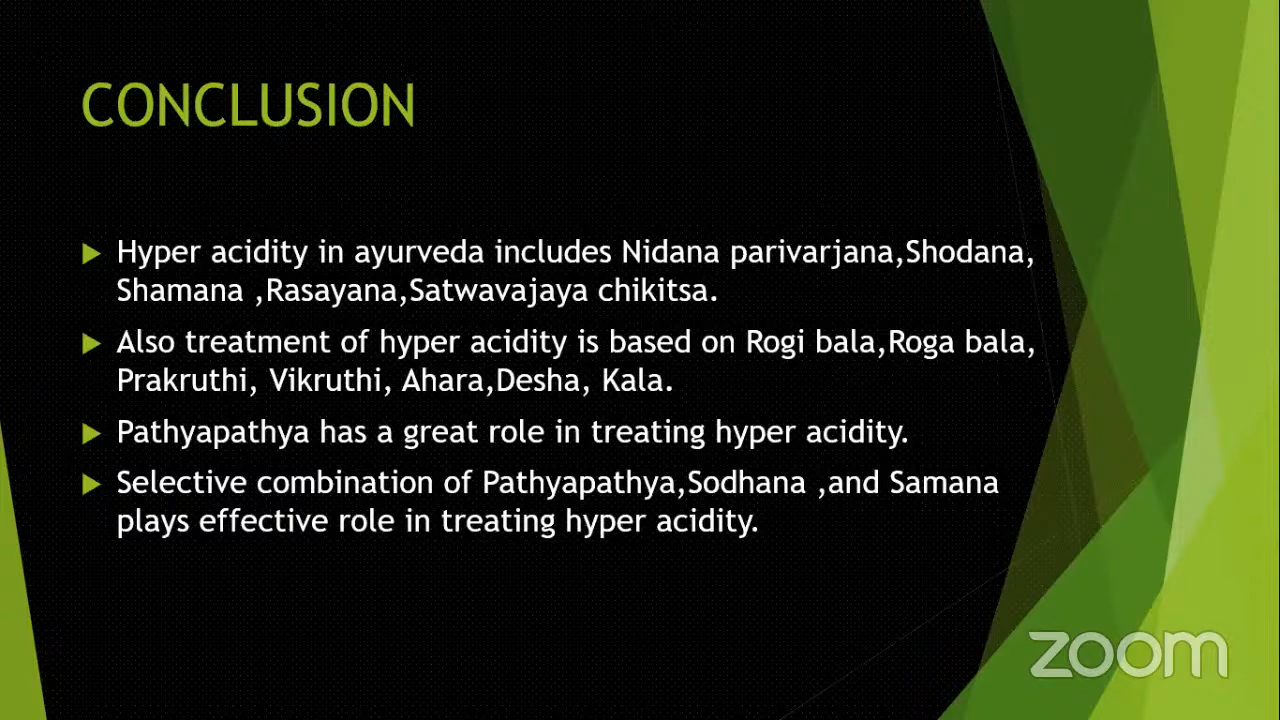 CONCLUSION
Hyper acidity in ayurveda includes Nidana parivarjana,Shodana,
Shamana ,Rasayana,Satwavajaya chikitsa.
Also treatment of hyper acidity is based on Rogi bala,Roga bala,
Prakruthi, Vikruthi, Ahara,Desha, Kala.
Pathyapathya has a great role in treating hyper acidity.
Selective combination of Pathyapathya,Sodhana ,and Samana
plays effective role in treating hyper acidity.
zoom